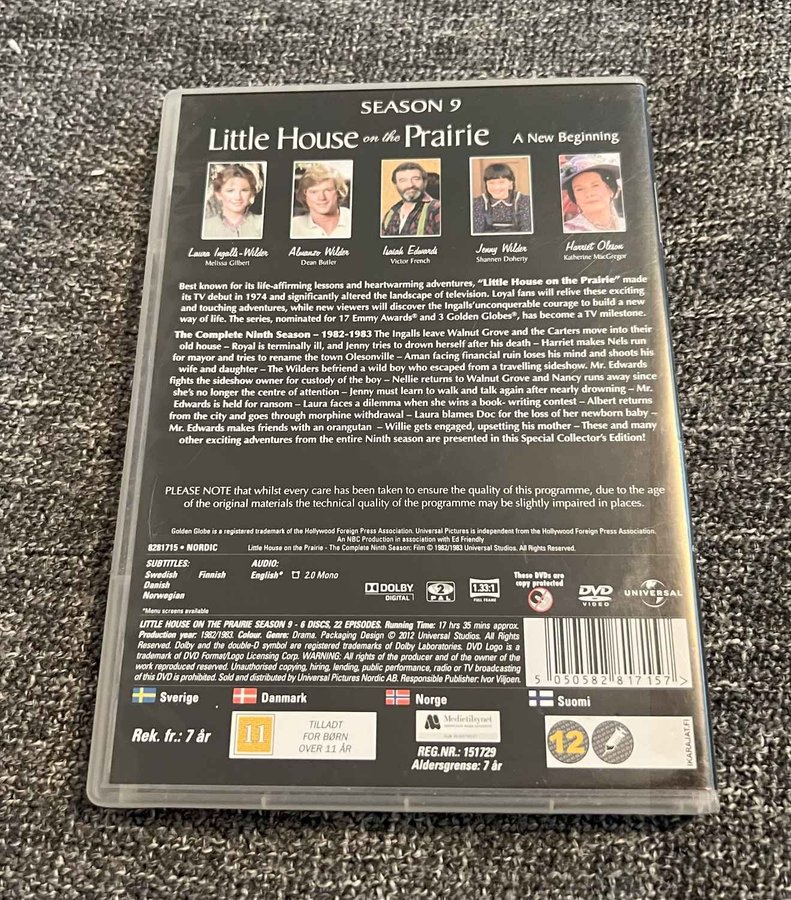 SEASON 9
Little House on the Prairie A New Beginning
Laura Ingalls-Wilder Almanzo Wilder Isaiah Edwards Jenny Wilder Harriet Oleson
Melissa Gilbert Dean Butler Victor French Shannen Doherty Katherine MacGregor
Best known for its life-affirming lessons and heartwarming adventures, "Little House on the Prairie" made
its TV debut in 1974 and significantly altered the landscape of television. Loyal fans will relive these exciting
and touching adventures, while new viewers will discover the Ingalls'unconquerable courage to build a new
way of life. The series, nominated for 17 Emmy Awards® and 3 Golden Globes®, has become a TV milestone.
The Complete Ninth Season – 1982-1983 The Ingalls leave Walnut Grove and the Carters move into their
old house – Royal is terminally ill, and Jenny tries to drown herself after his death – Harriet makes Nels run
for mayor and tries to rename the town Olesonville – Aman facing financial ruin loses his mind and shoots his
wife and daughter – The Wilders befriend a wild boy who escaped from a travelling sideshow. Mr. Edwards
fights the sideshow owner for custody of the boy – Nellie returns to Walnut Grove and Nancy runs away since
she's no longer the centre of attention – Jenny must learn to walk and talk again after nearly drowning – Mr.
Edwards is held for ransom – Laura faces a dilemma when she wins a book- writing contest – Albert returns
from the city and goes through morphine withdrawal – Laura blames Doc for the loss of her newborn baby –
Mr. Edwards makes friends with an orangutan – Willie gets engaged, upsetting his mother – These and many
other exciting adventures from the entire Ninth season are presented in this Special Collector's Edition!
PLEASE NOTE that whilst every care has been taken to ensure the quality of this programme, due to the age
of the original materials the technical quality of the programme may be slightly impaired in places.
Golden Globe is a registered trademark of the Hollywood Foreign Press Association. Universal Pictures is independent from the Hollywood Foreign Press Association.
An NBC Production in association with Ed Friendly
8281715 • NORDIC Little House on the Prairie - The Complete Ninth Season: Film © 1982/1983 Universal Studios. All Rights Reserved.
SUBTITLES: AUDIO:
Swedish Finnish English* 2.0 Mono
Danish
Norwegian
*Menu screens available
DOLBY DIGITAL
2 PAL
1.33:1 FULL FRAME
These DVDs are copy protected
DVD VIDEO
UNIVERSAL
LITTLE HOUSE ON THE PRAIRIE SEASON 9 - 6 DISCS, 22 EPISODES. Running Time: 17 hrs 35 mins approx.
Production year: 1982/1983. Colour. Genre: Drama. Packaging Design © 2012 Universal Studios. All Rights
Reserved. Dolby and the double-D symbol are registered trademarks of Dolby Laboratories. DVD Logo is a
trademark of DVD Format/Logo Licensing Corp. WARNING: All rights of the producer and of the owner of the
work reproduced reserved. Unauthorised copying, hiring, lending, public performance, radio or TV broadcasting
of this DVD is prohibited. Sold and distributed by Universal Pictures Nordic AB. Responsible Publisher: Ivor Viljoen.
5 050582 817157 >
Sverige Danmark Norge Suomi
Rek. fr.: 7 år
11
TILLADT
FOR BØRN
OVER 11 ÅR
Medietilsynet
REG.NR.: 151729
Aldersgrense: 7 år
12
IKARAJAT.FI